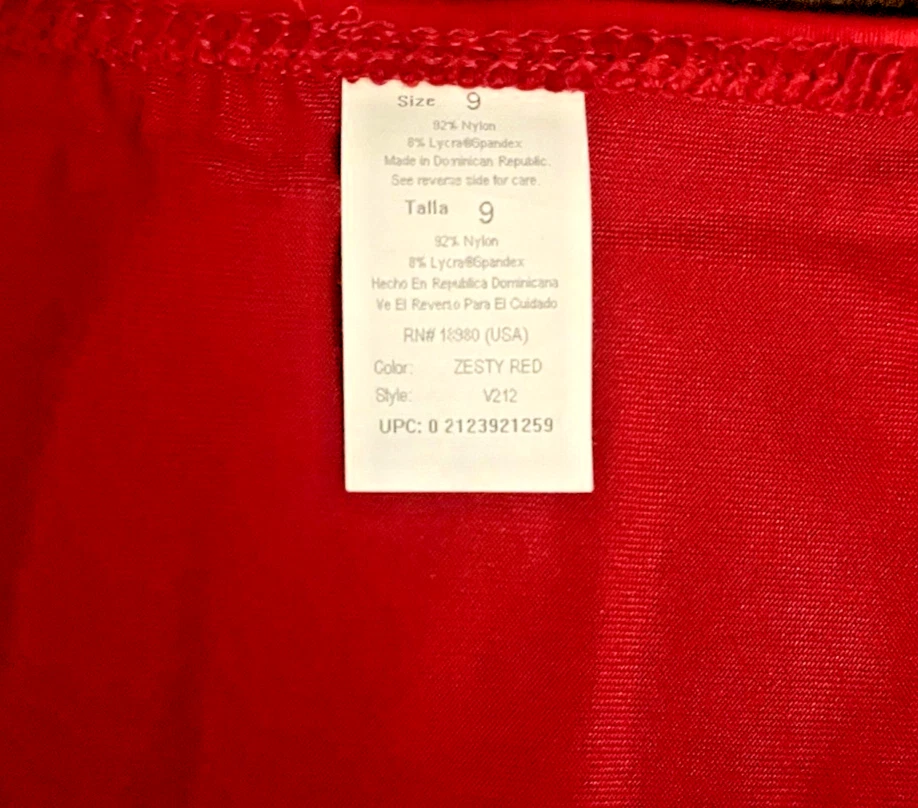 Size 9
92% Nylon
8% Lycra®Spandex
Made in Dominican Republic.
See reverse side for care.
Talla 9
92% Nylon
8% Lycra®Spandex
Hecho En Republica Dominicana
Ve El Reverso Para El Cuidado
RN# 18980 (USA)
Color: ZESTY RED
Style: V212
UPC: 0 2123921259